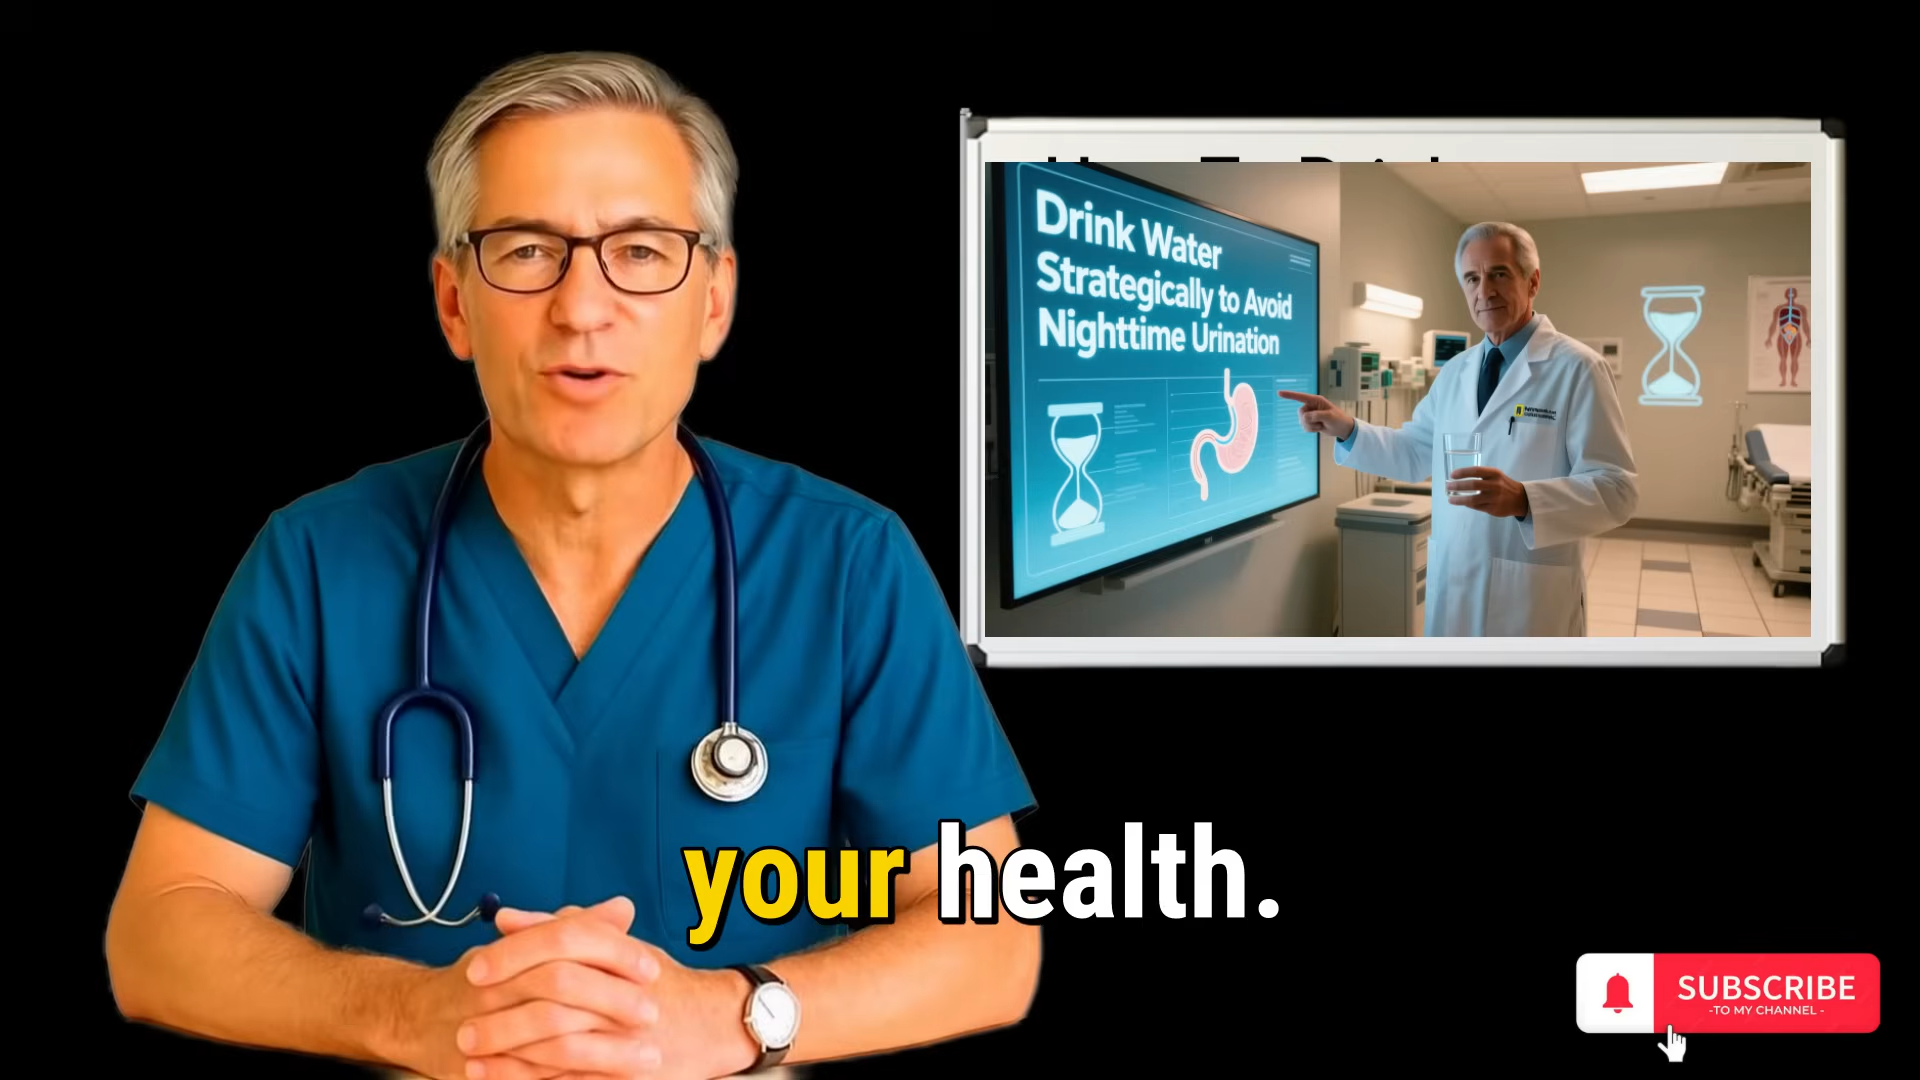 Drink Water
Strategically to Avoid
Nighttime Urination
your health.
SUBSCRIBE
-TO MY CHANNEL -